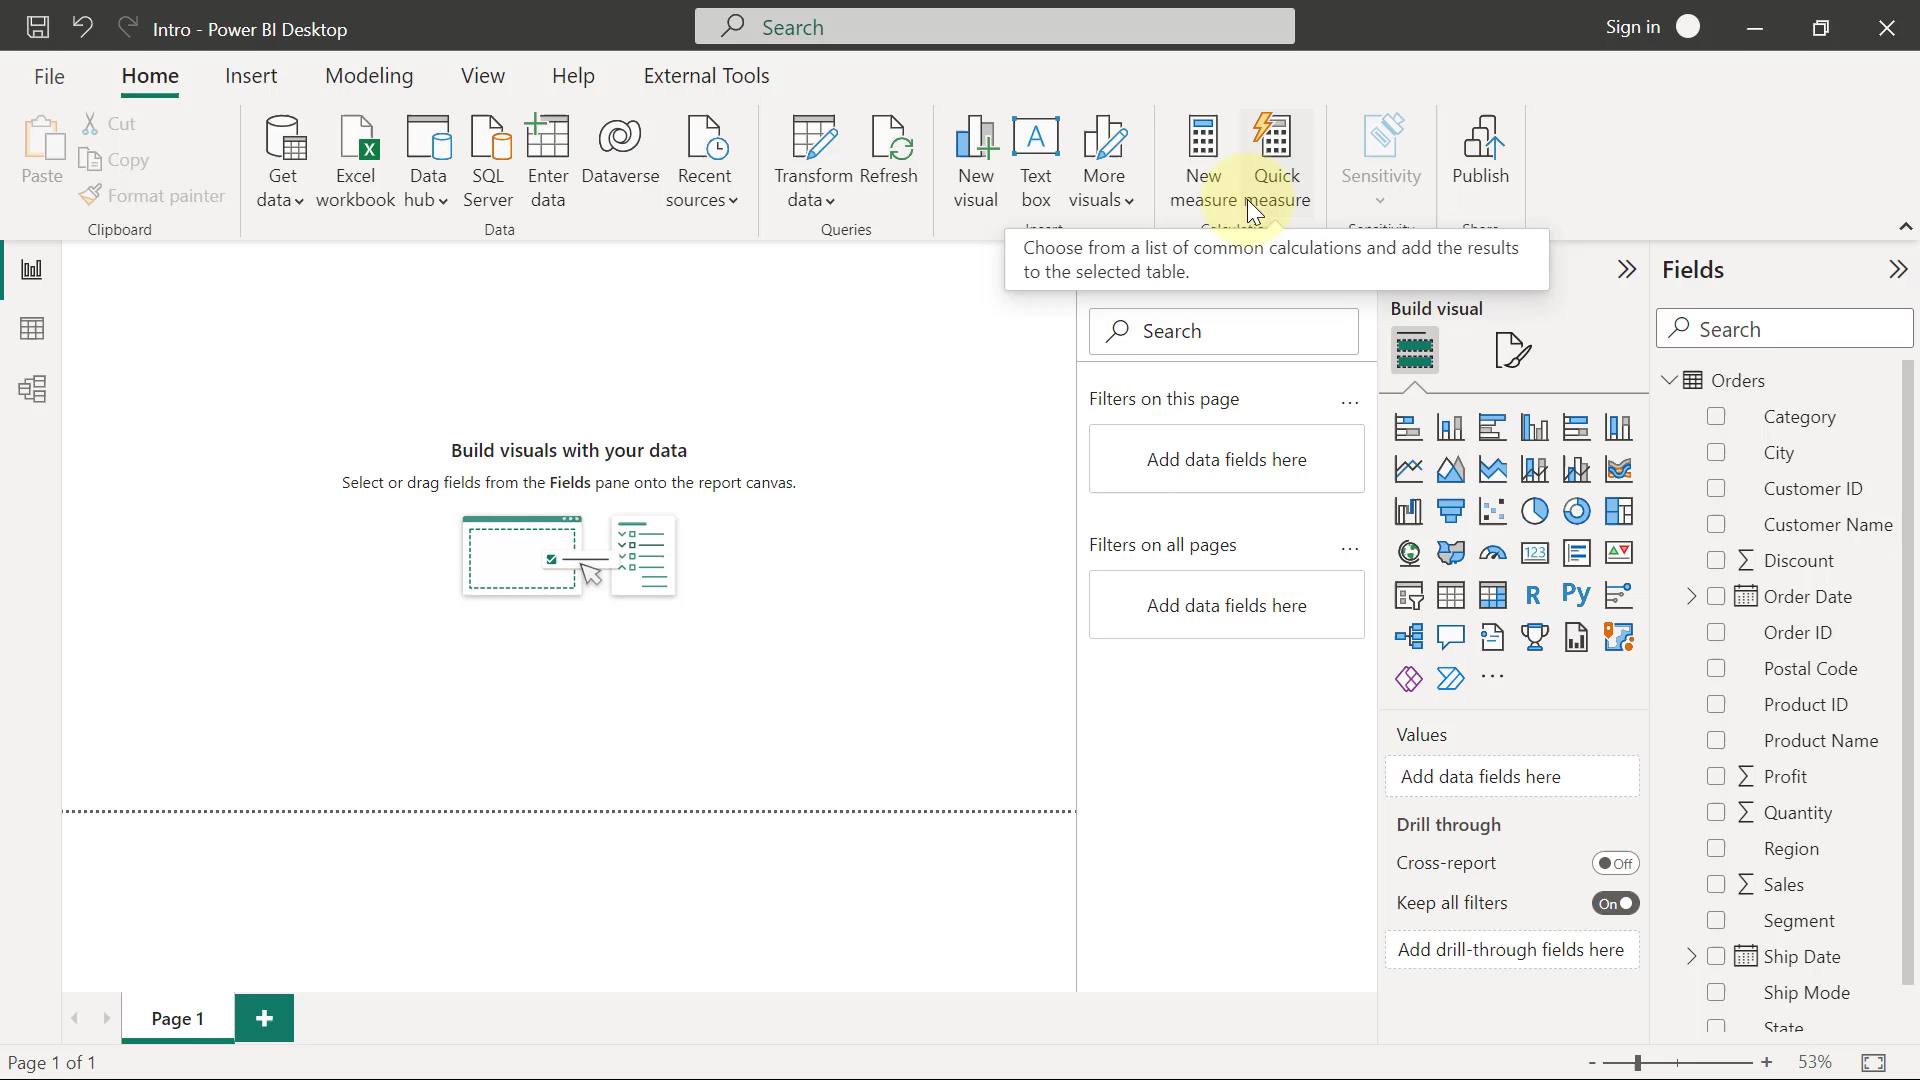 Intro - Power BI Desktop
Search
Sign in
File
Home
Insert
Modeling
View
Help
External Tools
Paste
Cut
Copy
Format painter
Clipboard
Get data
Excel workbook
Data hub
SQL Server
Enter data
Dataverse
Recent sources
Data
Transform data
Refresh
Queries
New visual
Text box
More visuals
New measure
Quick measure
Sensitivity
Publish
Choose from a list of common calculations and add the results
to the selected table.
Build visuals with your data
Select or drag fields from the Fields pane onto the report canvas.
Search
Filters on this page
...
Add data fields here
Filters on all pages
...
Add data fields here
Build visual
123
R
Py
...
Values
Add data fields here
Drill through
Cross-report
Off
Keep all filters
On
Add drill-through fields here
Fields
Search
Orders
Category
City
Customer ID
Customer Name
Discount
Order Date
Order ID
Postal Code
Product ID
Product Name
Profit
Quantity
Region
Sales
Segment
Ship Date
Ship Mode
State
Page 1
Page 1 of 1
- + 53%